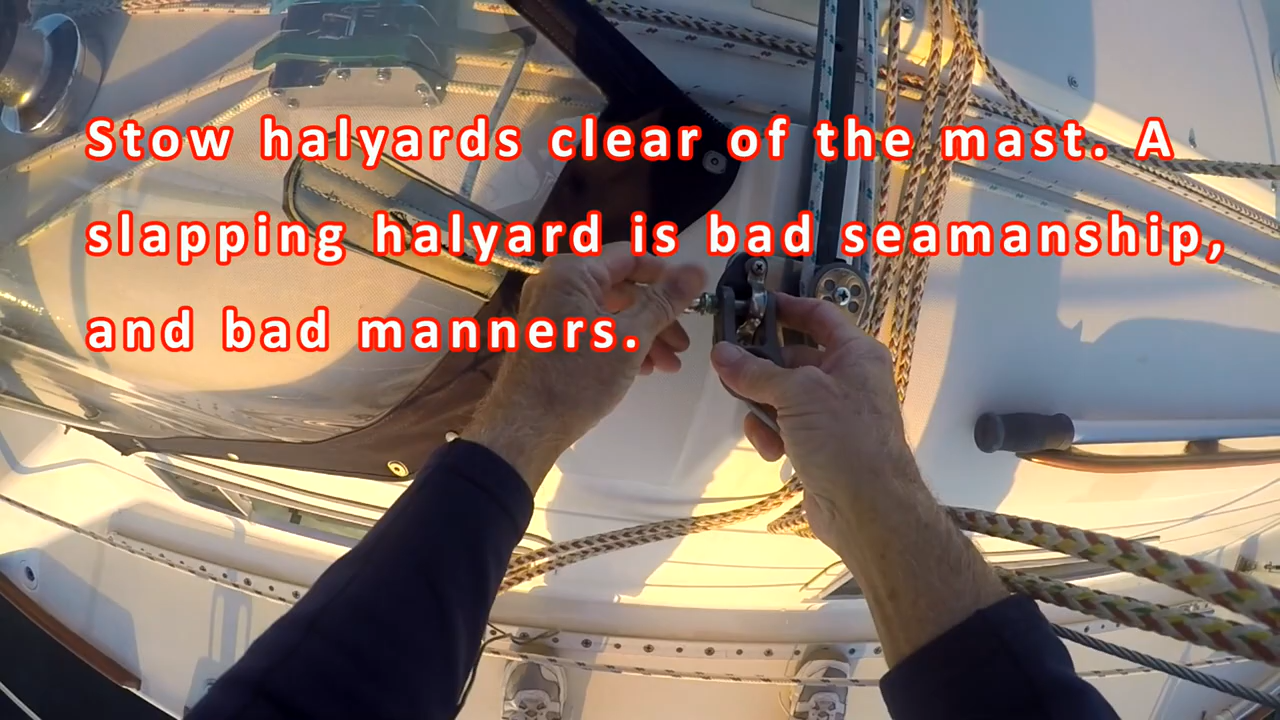 Stow halyards clear of the mast. A
slapping halyard is bad seamanship,
and bad manners.